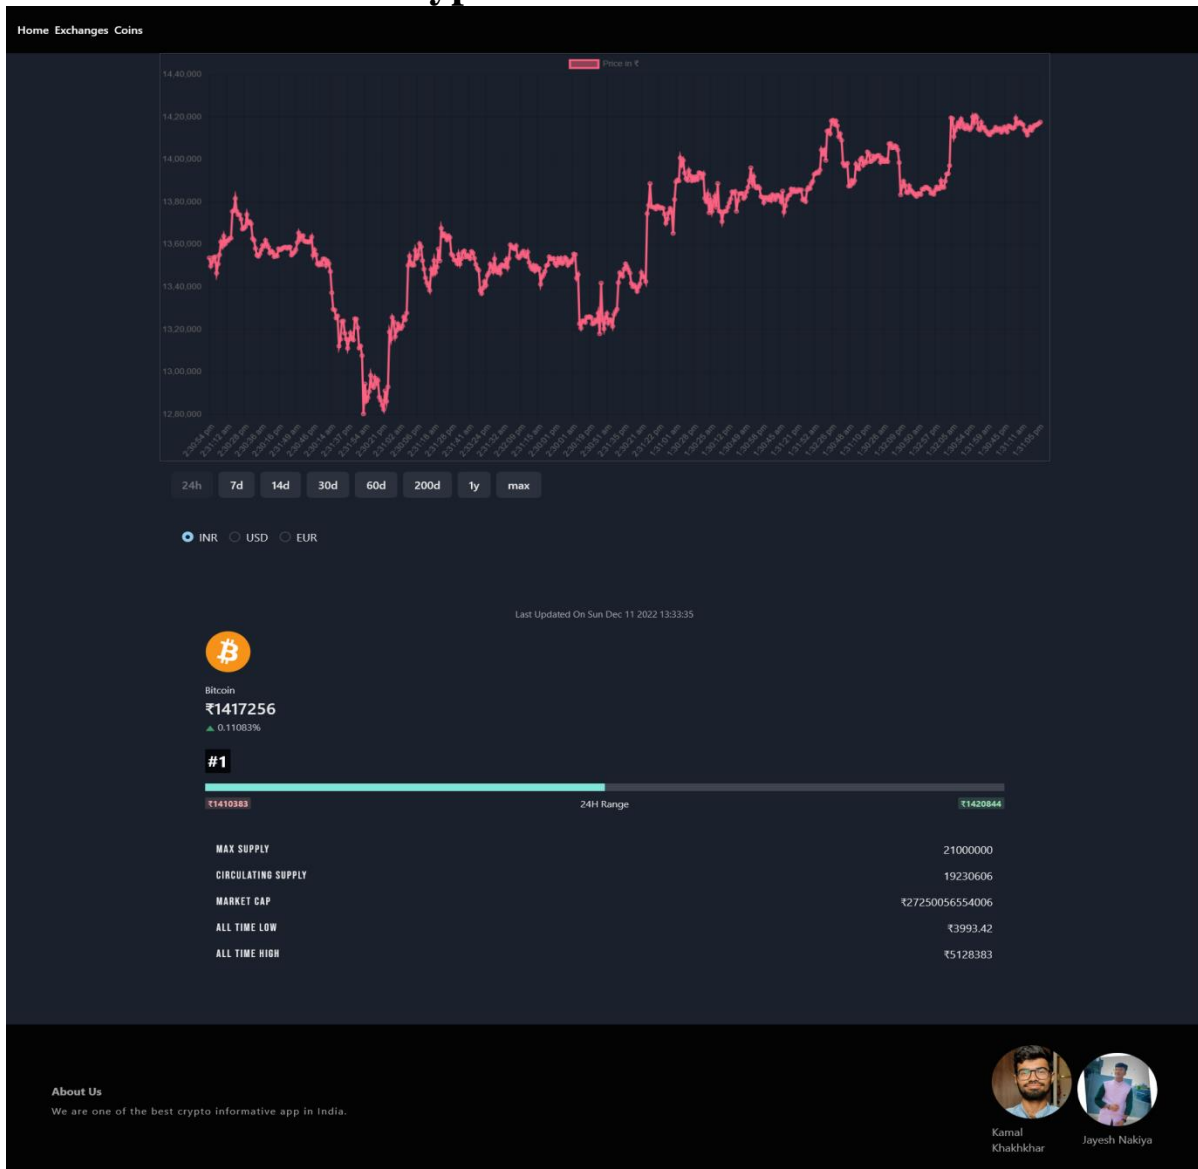 Home Exchanges Coins
Price in ₹
14,40,000
14,20,000
14,00,000
13,80,000
13,60,000
13,40,000
13,20,000
13,00,000
12,80,000
24h 7d 14d 30d 60d 200d 1y max
INR USD EUR
Last Updated On Sun Dec 11 2022 13:33:35
Bitcoin
₹1417256
0.11083%
#1
₹1410383 24H Range ₹1420844
MAX SUPPLY 21000000
CIRCULATING SUPPLY 19230606
MARKET CAP ₹27250056554006
ALL TIME LOW ₹3993.42
ALL TIME HIGH ₹5128383
About Us
We are one of the best crypto informative app in India.
Kamal
Khakhkhar
Jayesh Nakiya